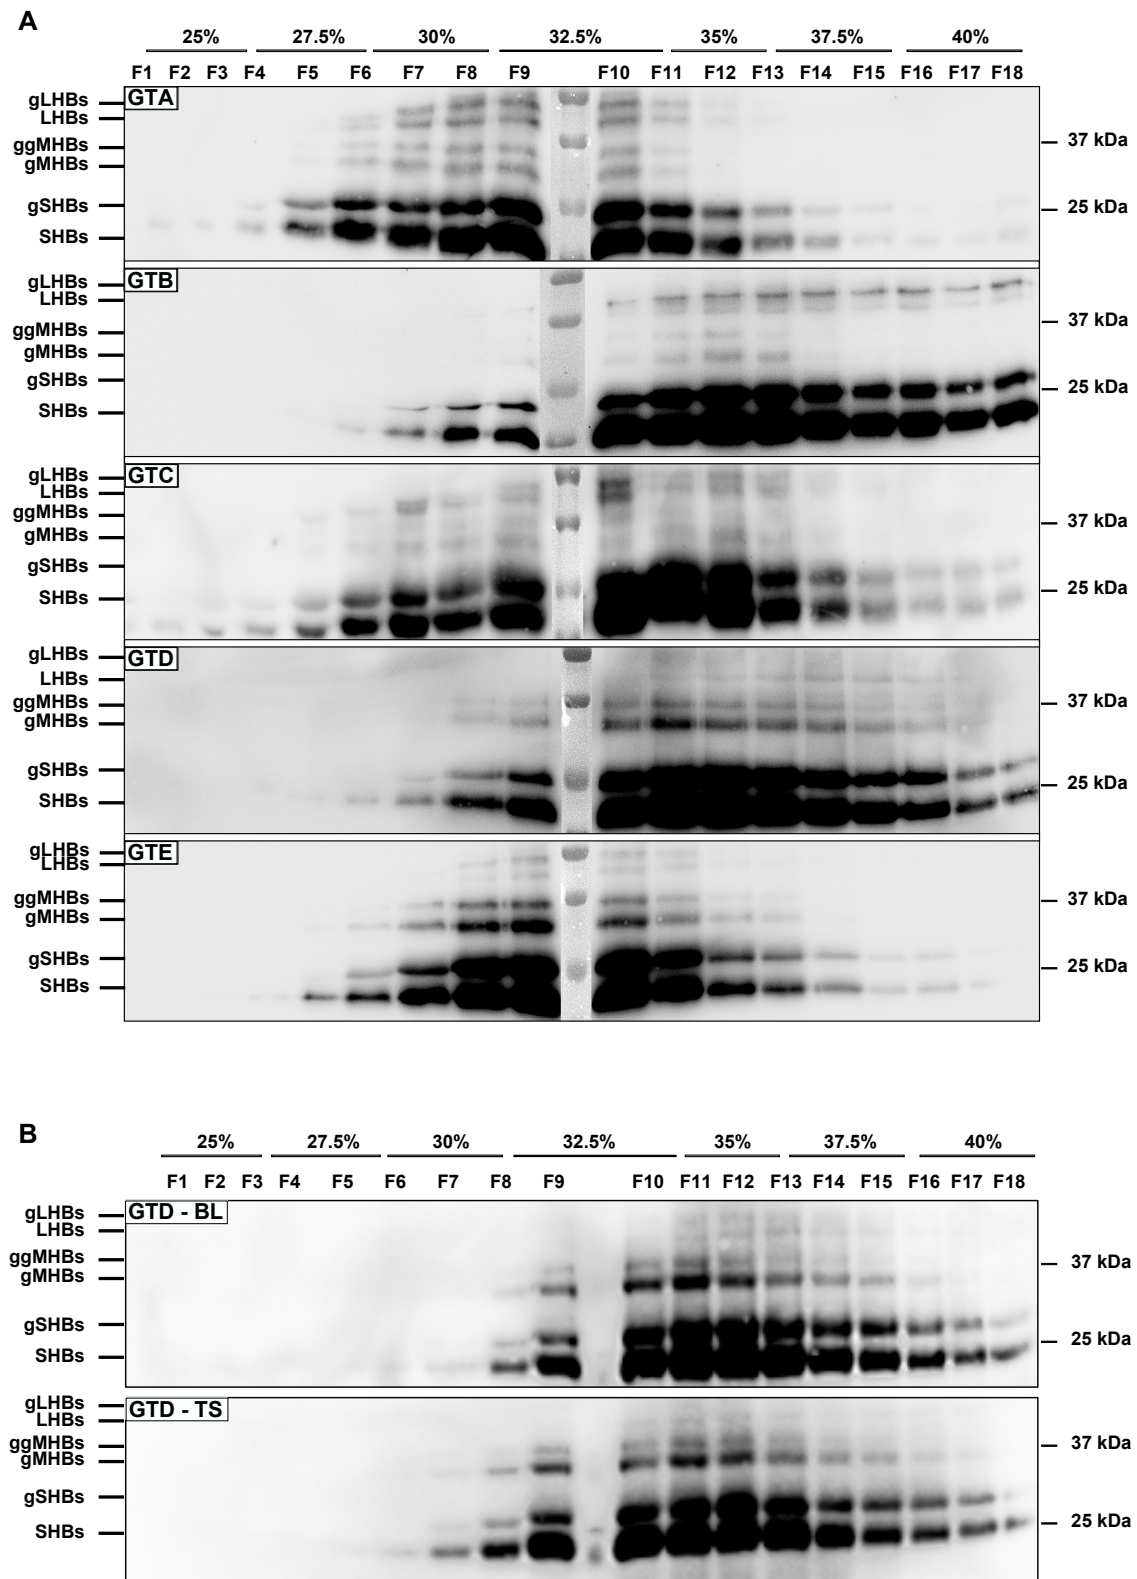 A
25% 27.5% 30% 32.5% 35% 37.5% 40%
F1 F2 F3 F4 F5 F6 F7 F8 F9 F10 F11 F12 F13 F14 F15 F16 F17 F18
GTA
gLHBs
LHBs
ggMHBs
37 kDa
gMHBs
gSHBs
25 kDa
SHBs
GTB
gLHBs
LHBs
37 kDa
ggMHBs
gMHBs
gSHBs
25 kDa
SHBs
GTC
gLHBs
LHBs
ggMHBs
37 kDa
gMHBs
gSHBs
25 kDa
SHBs
GTD
gLHBs
LHBs
ggMHBs
37 kDa
gMHBs
gSHBs
25 kDa
SHBs
GTE
gLHBs
LHBs
ggMHBs
37 kDa
gMHBs
gSHBs
25 kDa
SHBs
B
25% 27.5% 30% 32.5% 35% 37.5% 40%
F1 F2 F3 F4 F5 F6 F7 F8 F9 F10 F11 F12 F13 F14 F15 F16 F17 F18
GTD - BL
gLHBs
LHBs
ggMHBs
37 kDa
gMHBs
gSHBs
25 kDa
SHBs
GTD - TS
gLHBs
LHBs
ggMHBs
37 kDa
gMHBs
gSHBs
25 kDa
SHBs